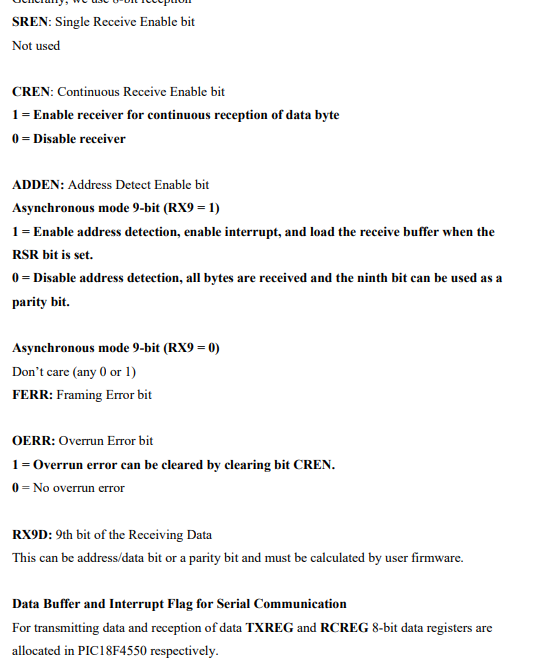 Generally, we use 8-bit reception
SREN: Single Receive Enable bit
Not used
CREN: Continuous Receive Enable bit
1 = Enable receiver for continuous reception of data byte
0 = Disable receiver
ADDEN: Address Detect Enable bit
Asynchronous mode 9-bit (RX9 = 1)
1 = Enable address detection, enable interrupt, and load the receive buffer when the
RSR bit is set.
0 = Disable address detection, all bytes are received and the ninth bit can be used as a
parity bit.
Asynchronous mode 9-bit (RX9 = 0)
Don’t care (any 0 or 1)
FERR: Framing Error bit
OERR: Overrun Error bit
1 = Overrun error can be cleared by clearing bit CREN.
0 = No overrun error
RX9D: 9th bit of the Receiving Data
This can be address/data bit or a parity bit and must be calculated by user firmware.
Data Buffer and Interrupt Flag for Serial Communication
For transmitting data and reception of data TXREG and RCREG 8-bit data registers are
allocated in PIC18F4550 respectively.